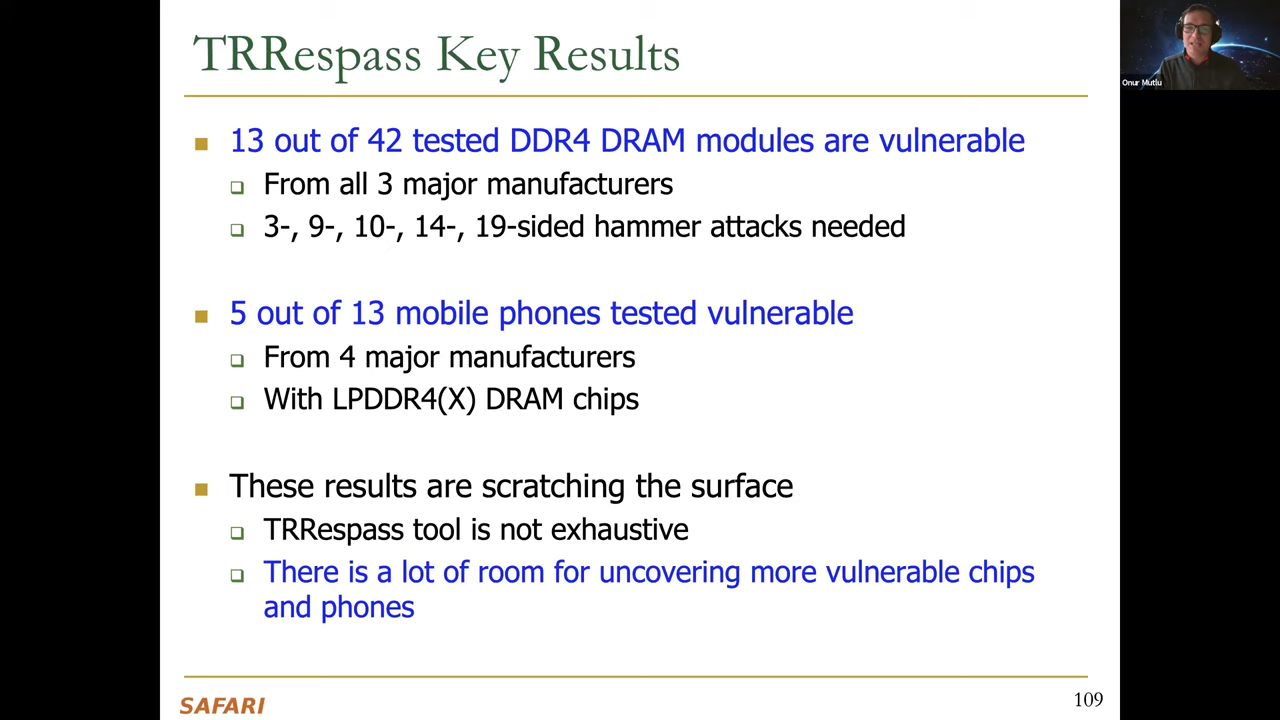 TRRespass Key Results
Onur Mutlu
13 out of 42 tested DDR4 DRAM modules are vulnerable
From all 3 major manufacturers
3-, 9-, 10-, 14-, 19-sided hammer attacks needed
5 out of 13 mobile phones tested vulnerable
From 4 major manufacturers
With LPDDR4(X) DRAM chips
These results are scratching the surface
TRRespass tool is not exhaustive
There is a lot of room for uncovering more vulnerable chips
and phones
SAFARI
109